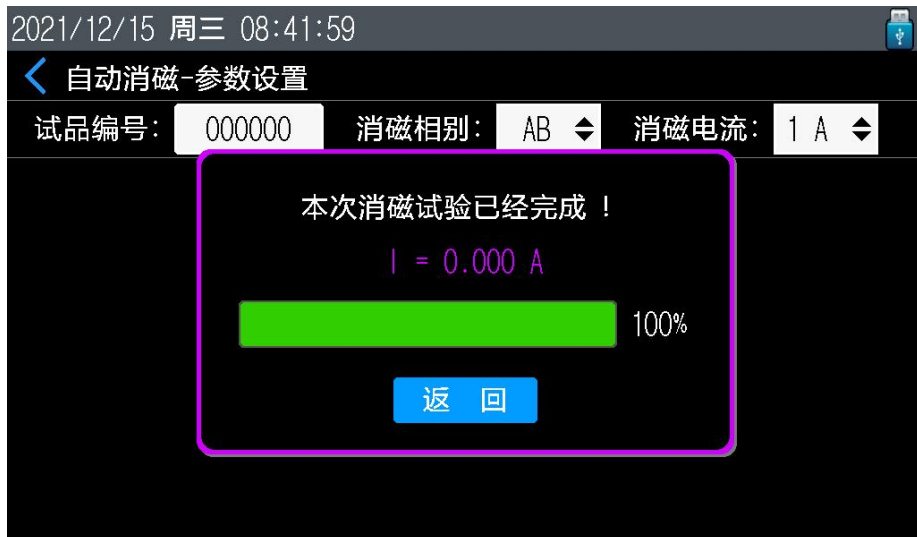 2021/12/15 周三 08:41:59
自动消磁-参数设置
试品编号： 000000 消磁相别： AB 消磁电流： 1 A
本次消磁试验已经完成！
I = 0.000 A
100%
返 回